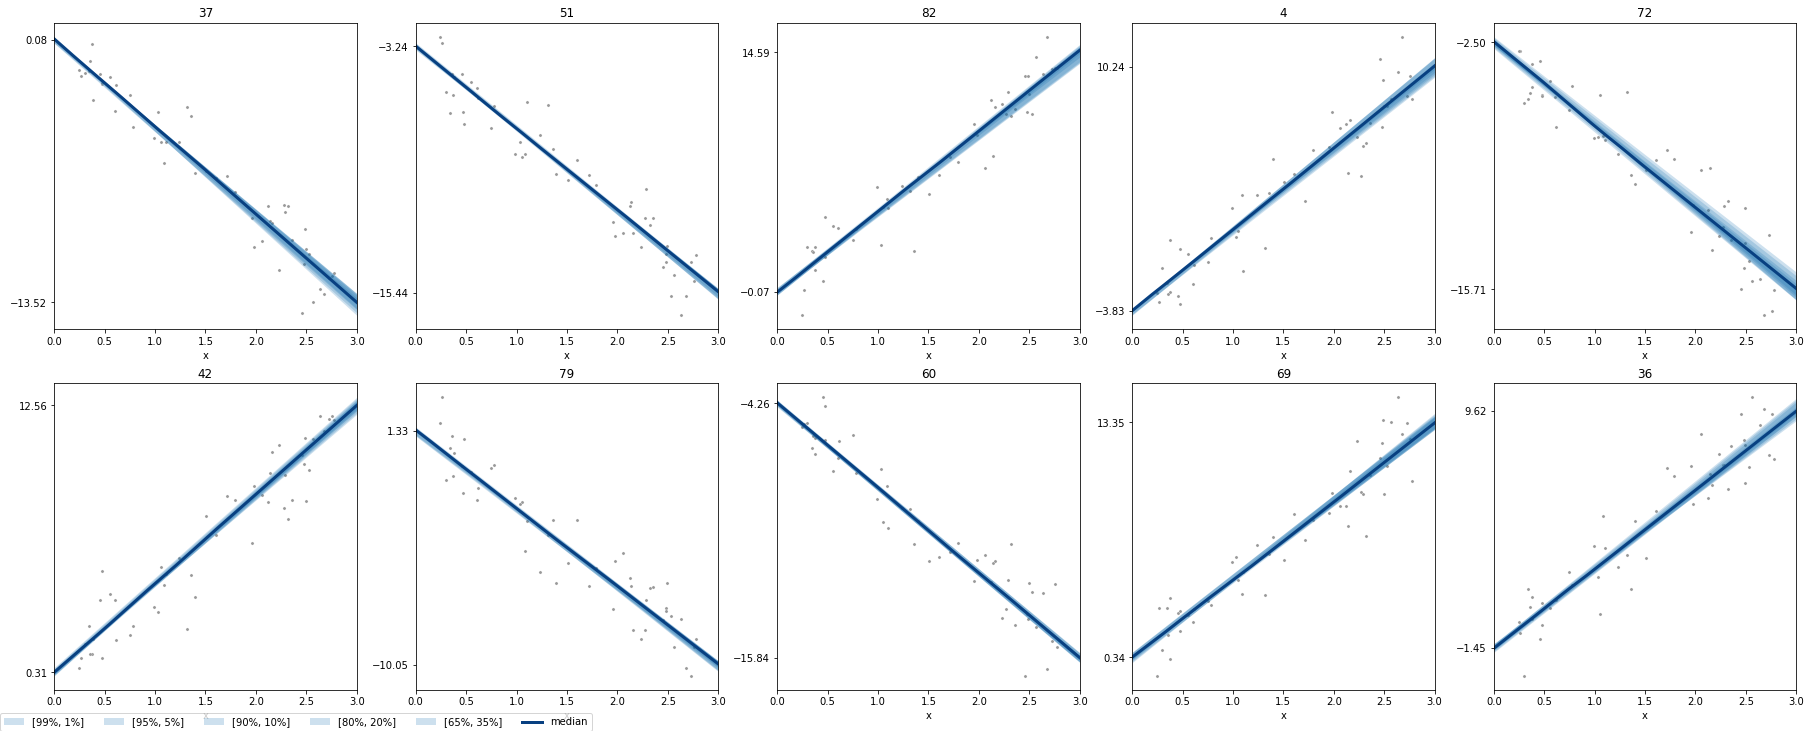 37
51
82
4
72
0.08
−13.52
0.0 0.5 1.0 1.5 2.0 2.5 3.0
x
−3.24
−15.44
0.0 0.5 1.0 1.5 2.0 2.5 3.0
x
14.59
−0.07
0.0 0.5 1.0 1.5 2.0 2.5 3.0
x
10.24
−3.83
0.0 0.5 1.0 1.5 2.0 2.5 3.0
x
−2.50
−15.71
0.0 0.5 1.0 1.5 2.0 2.5 3.0
x
42
79
60
69
36
12.56
0.31
0.0 0.5 1.0 1.5 2.0 2.5 3.0
x
1.33
−10.05
0.0 0.5 1.0 1.5 2.0 2.5 3.0
x
−4.26
−15.84
0.0 0.5 1.0 1.5 2.0 2.5 3.0
x
13.35
0.34
0.0 0.5 1.0 1.5 2.0 2.5 3.0
x
9.62
−1.45
0.0 0.5 1.0 1.5 2.0 2.5 3.0
x
[99%, 1%] [95%, 5%] [90%, 10%] [80%, 20%] [65%, 35%] median